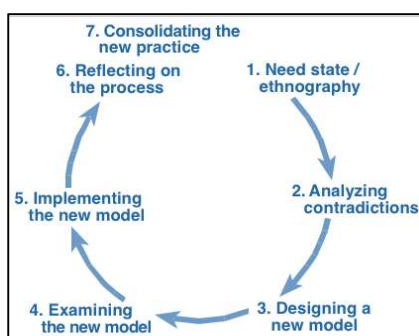 7. Consolidating the
new practice
6. Reflecting on
the process
1. Need state /
ethnography
2. Analyzing
contradictions
3. Designing a
new model
4. Examining
the new model
5. Implementing
the new model